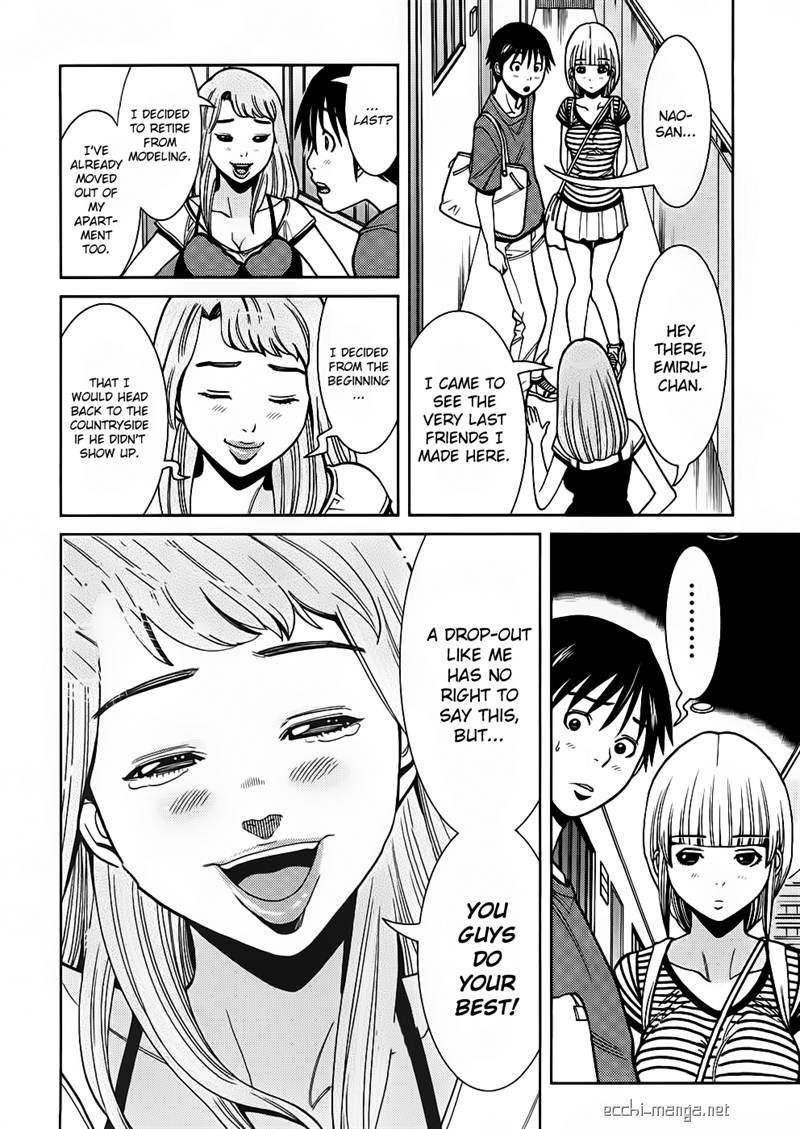 NAO-
SAN...
HEY
THERE,
EMIRU-
CHAN.
I CAME TO
SEE THE
VERY LAST
FRIENDS I
MADE HERE.
...
LAST?
I DECIDED
TO RETIRE
FROM
MODELING.
I'VE
ALREADY
MOVED
OUT OF
MY
APART-
MENT
TOO.
I DECIDED
FROM THE
BEGINNING
...
THAT I
WOULD HEAD
BACK TO THE
COUNTRYSIDE
IF HE DIDN'T
SHOW UP.
.........
A DROP-OUT
LIKE ME
HAS NO
RIGHT TO
SAY THIS,
BUT...
YOU
GUYS
DO
YOUR
BEST!
ecchi-manga.net